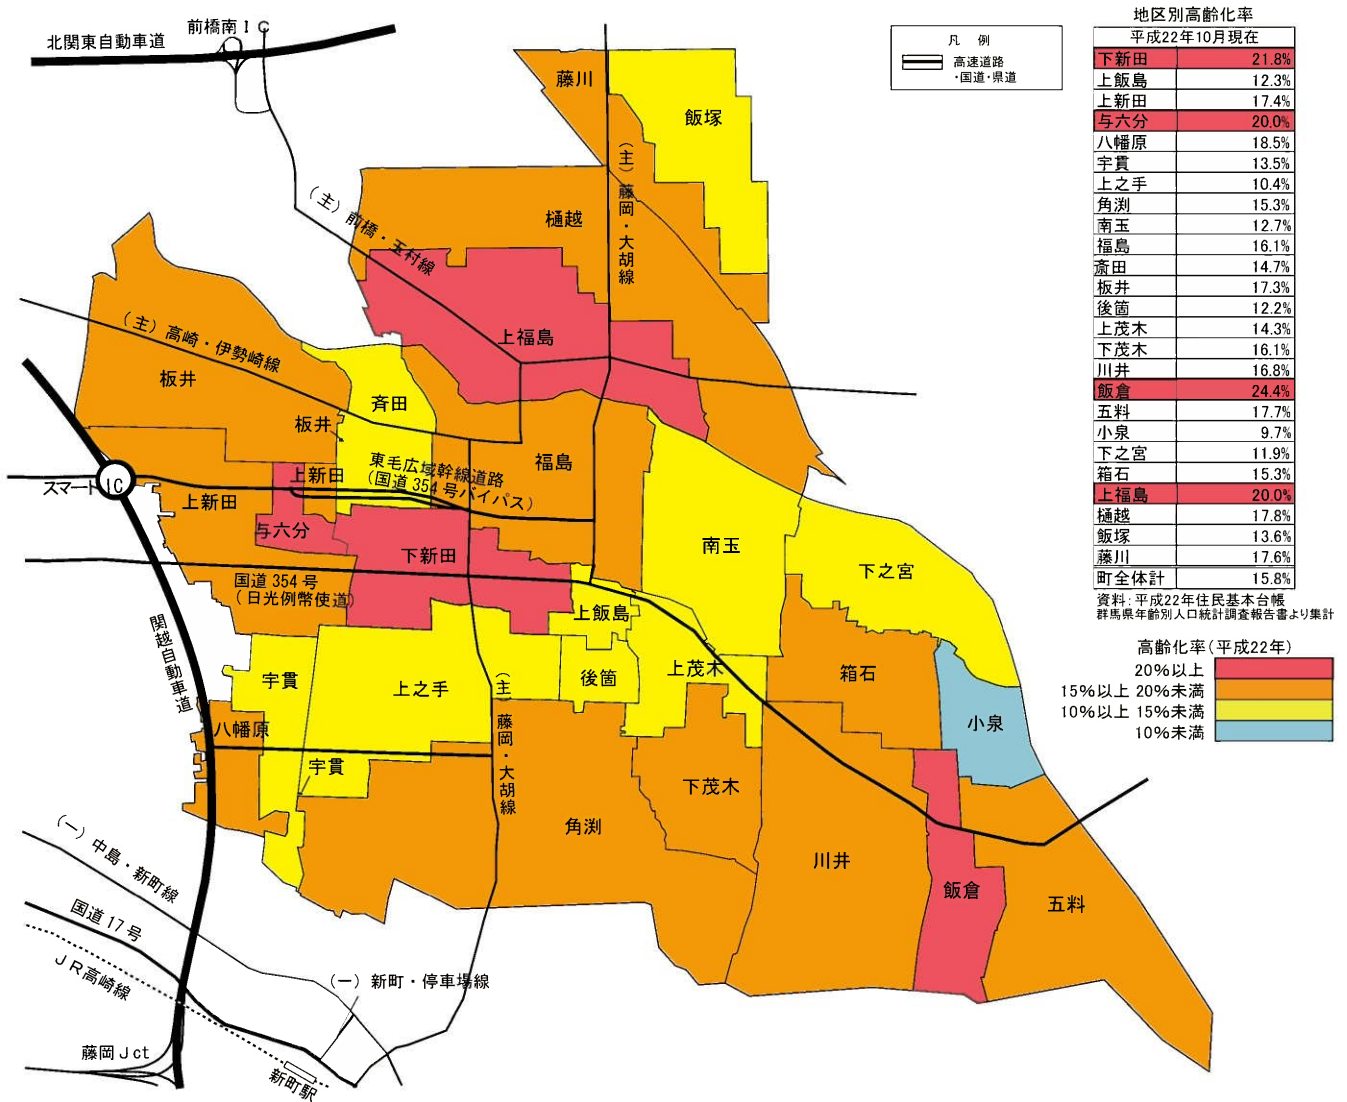 北関東自動車道
前橋南ＩＣ
凡　例
高速道路
・国道・県道
地区別高齢化率
平成22年10月現在
下新田 21.8%
上飯島 12.3%
上新田 17.4%
与六分 20.0%
八幡原 18.5%
宇貫 13.5%
上之手 10.4%
角渕 15.3%
南玉 12.7%
福島 16.1%
斎田 14.7%
板井 17.3%
後箇 12.2%
上茂木 14.3%
下茂木 16.1%
川井 16.8%
飯倉 24.4%
五料 17.7%
小泉 9.7%
下之宮 11.9%
箱石 15.3%
上福島 20.0%
樋越 17.8%
飯塚 13.6%
藤川 17.6%
町全体計 15.8%
資料：平成22年住民基本台帳
群馬県年齢別人口統計調査報告書より集計
高齢化率（平成22年）
20%以上
15%以上 20%未満
10%以上 15%未満
10%未満
藤川
飯塚
（主）藤岡・大胡線
樋越
（主）前橋・玉村線
上福島
（主）高崎・伊勢崎線
板井
斉田
板井
東毛広域幹線道路
（国道354号バイパス）
福島
スマートIC
上新田
上新田
与六分
下新田
南玉
下之宮
国道354号
（日光例幣使道）
上飯島
関越自動車道
宇貫
上之手
後箇
上茂木
箱石
小泉
八幡原
（主）藤岡・大胡線
宇貫
下茂木
角渕
川井
飯倉
五料
（一）中島・新町線
国道17号
ＪＲ高崎線
（一）新町・停車場線
藤岡Ｊct
新町駅